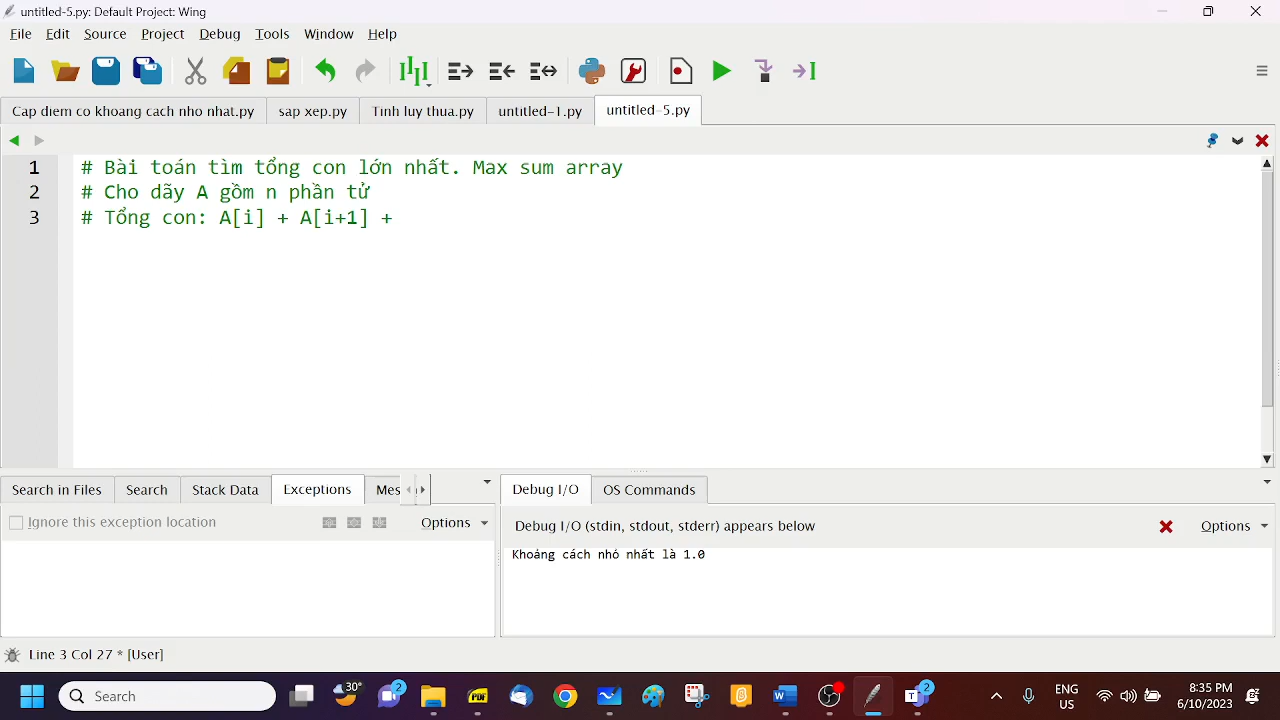 untitled-5.py: Default Project: Wing
File Edit Source Project Debug Tools Window Help
Cap diem co khoang cach nho nhat.py sap xep.py Tinh luy thua.py untitled-1.py untitled-5.py
1 # Bài toán tìm tổng con lớn nhất. Max sum array
2 # Cho dãy A gồm n phần tử
3 # Tổng con: A[i] + A[i+1] +
Search in Files Search Stack Data Exceptions Mes
Debug I/O OS Commands
Ignore this exception location Options
Debug I/O (stdin, stdout, stderr) appears below Options
Khoảng cách nhỏ nhất là 1.0
Line 3 Col 27 * [User]
Search
30°
2
PDF
2
ENG
US
8:35 PM
6/10/2023